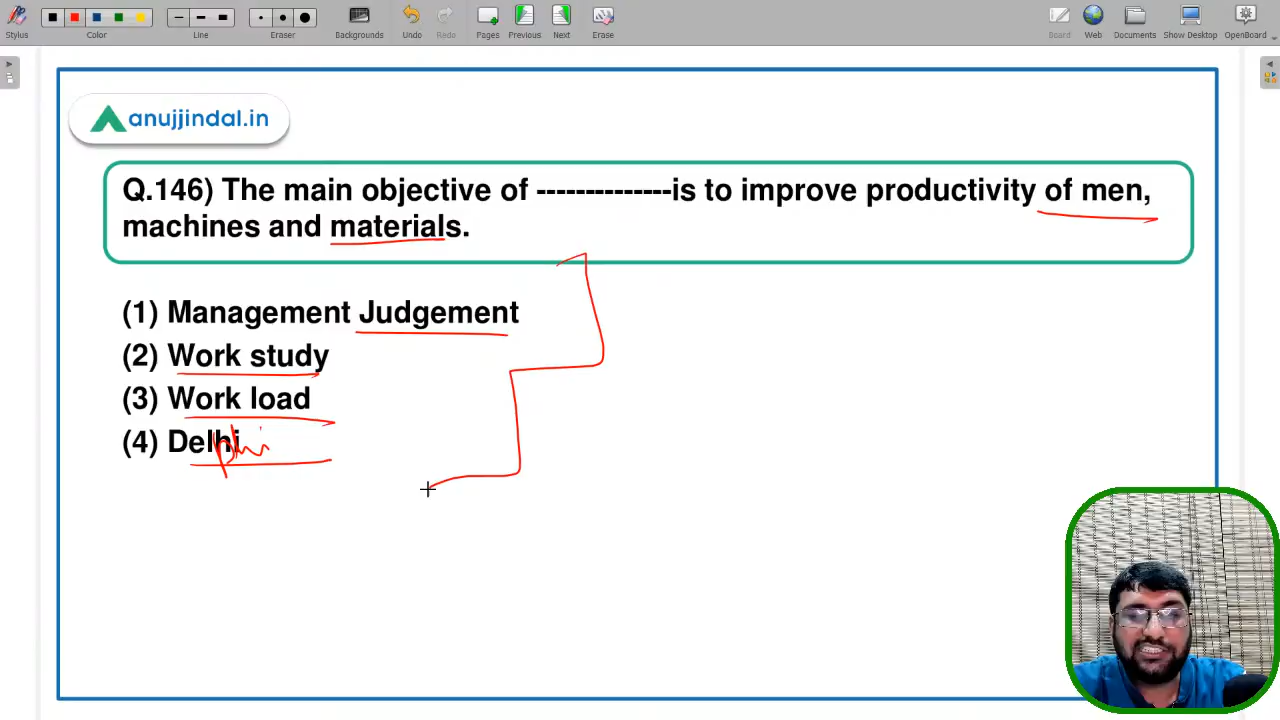 Stylus
Color
Line
Eraser
Backgrounds
Undo
Redo
Pages
Previous
Next
Erase
Board
Web
Documents
Show Desktop
OpenBoard
anujjindal.in
Q.146) The main objective of --------------is to improve productivity of men,
machines and materials.
(1) Management Judgement
(2) Work study
(3) Work load
(4) Delhi
phi